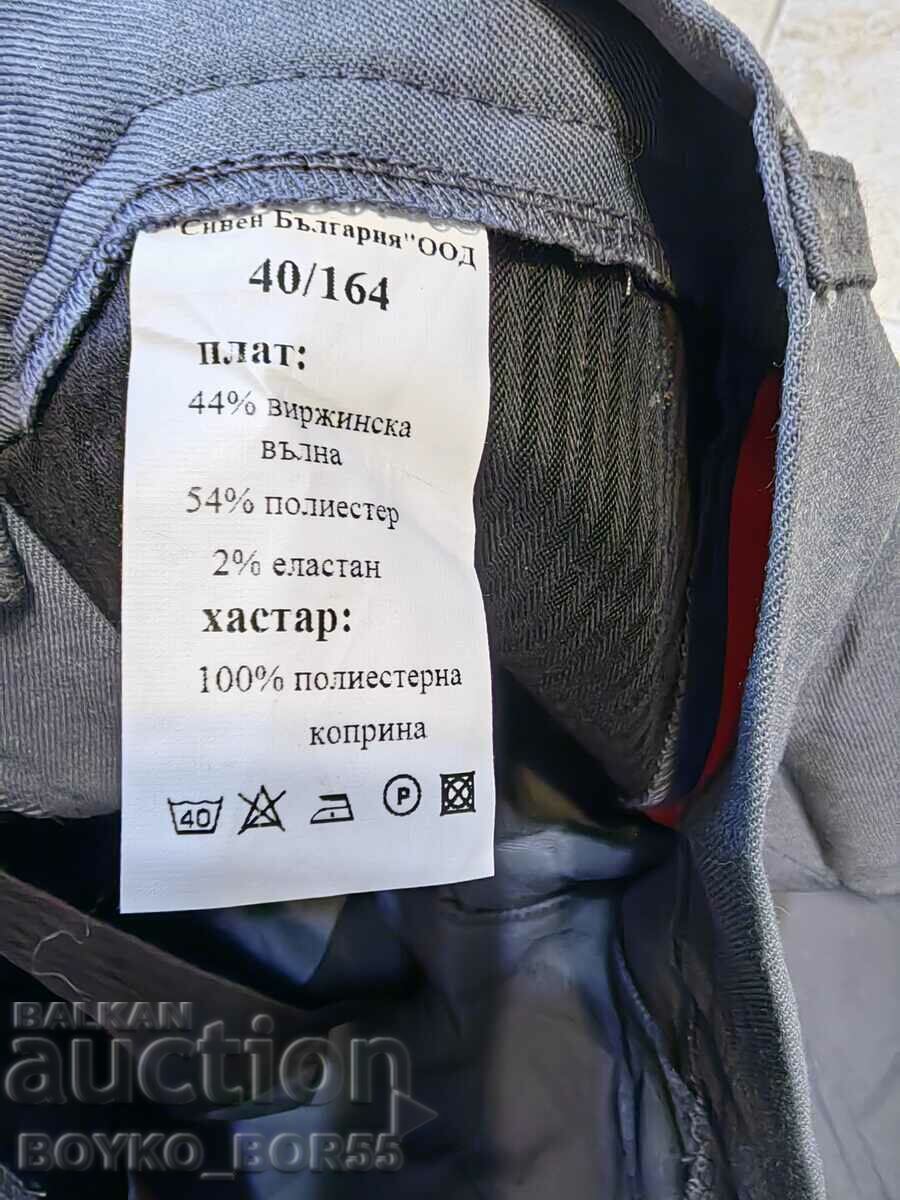 "Сивен България"ООД
40/164
плат:
44% виржинска
вълна
54% полиестер
2% еластан
хастар:
100% полиестерна
коприна
40 P
BALKAN
auction
BOYKO_BOR55